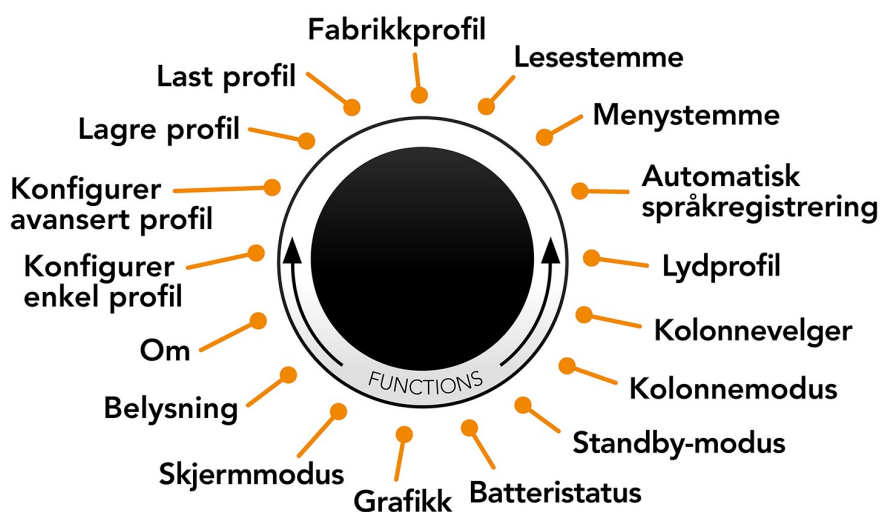 Fabrikkprofil
Lesestemme
Last profil
Menystemme
Lagre profil
Automatisk
språkregistrering
Konfigurer
avansert profil
Lydprofil
Konfigurer
enkel profil
Kolonnevelger
Om
Kolonnemodus
FUNCTIONS
Belysning
Standby-modus
Skjermmodus
Batteristatus
Grafikk